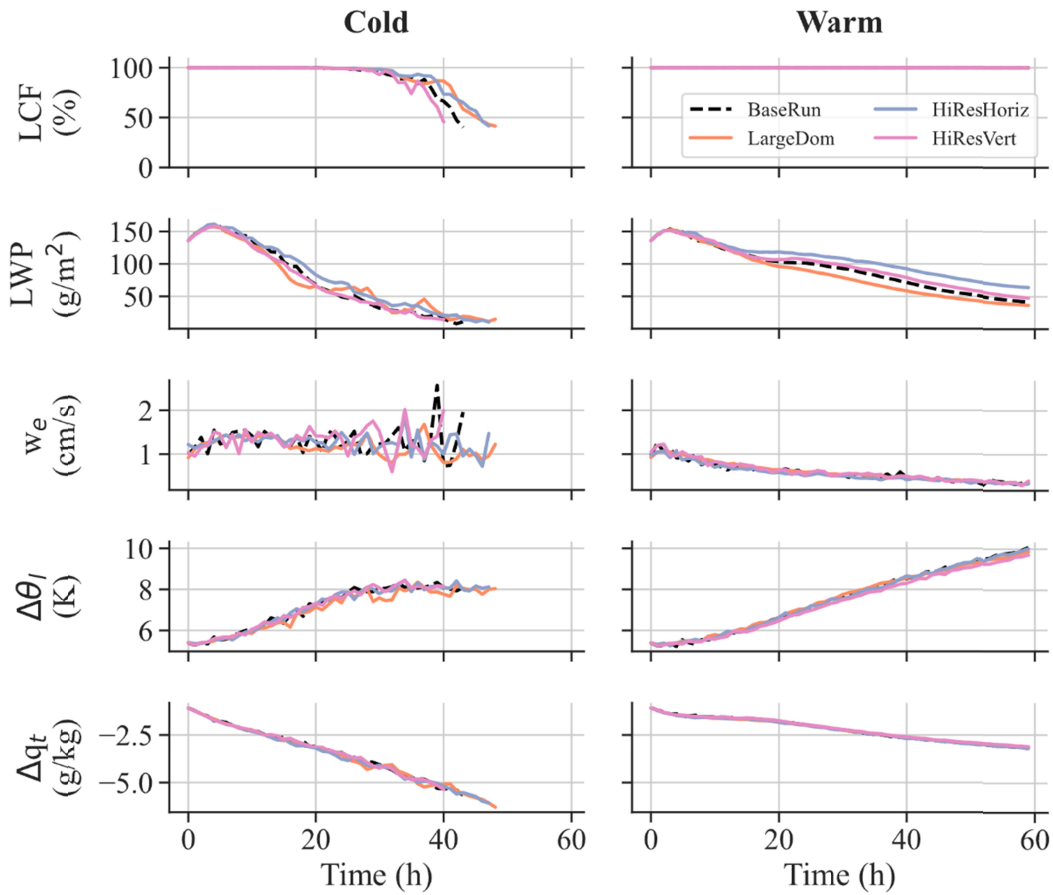 Cold
Warm
LCF
(%)
100
50
0
BaseRun
LargeDom
HiResHoriz
HiResVert
LWP
(g/m²)
150
100
50
wₑ
(cm/s)
2
1
Δθₗ
(K)
10
8
6
Δqₜ
(g/kg)
−2.5
−5.0
0
20
40
60
0
20
40
60
Time (h)
Time (h)